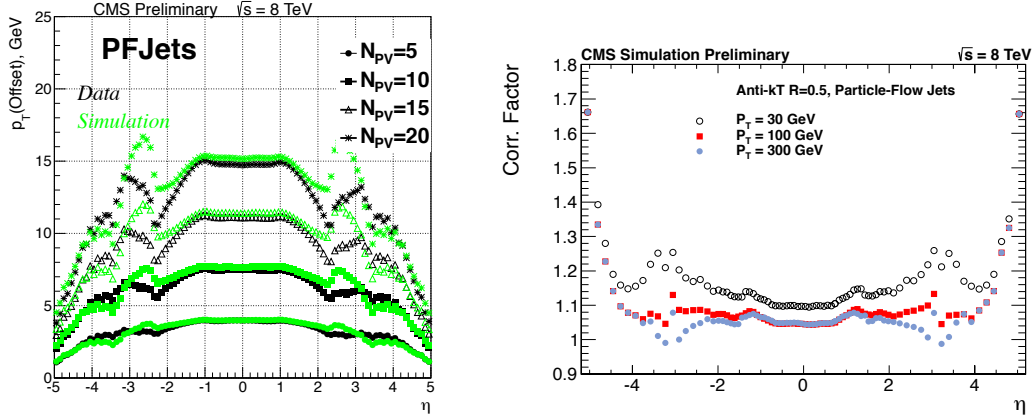 CMS Preliminary √s = 8 TeV
PFJets
N_PV=5
N_PV=10
N_PV=15
N_PV=20
Data
Simulation
p_T(Offset), GeV
25
20
15
10
5
0
-5 -4 -3 -2 -1 0 1 2 3 4 5
η
CMS Simulation Preliminary √s = 8 TeV
Anti-kT R=0.5, Particle-Flow Jets
P_T = 30 GeV
P_T = 100 GeV
P_T = 300 GeV
Corr. Factor
1.8
1.7
1.6
1.5
1.4
1.3
1.2
1.1
1
0.9
-4 -2 0 2 4
η